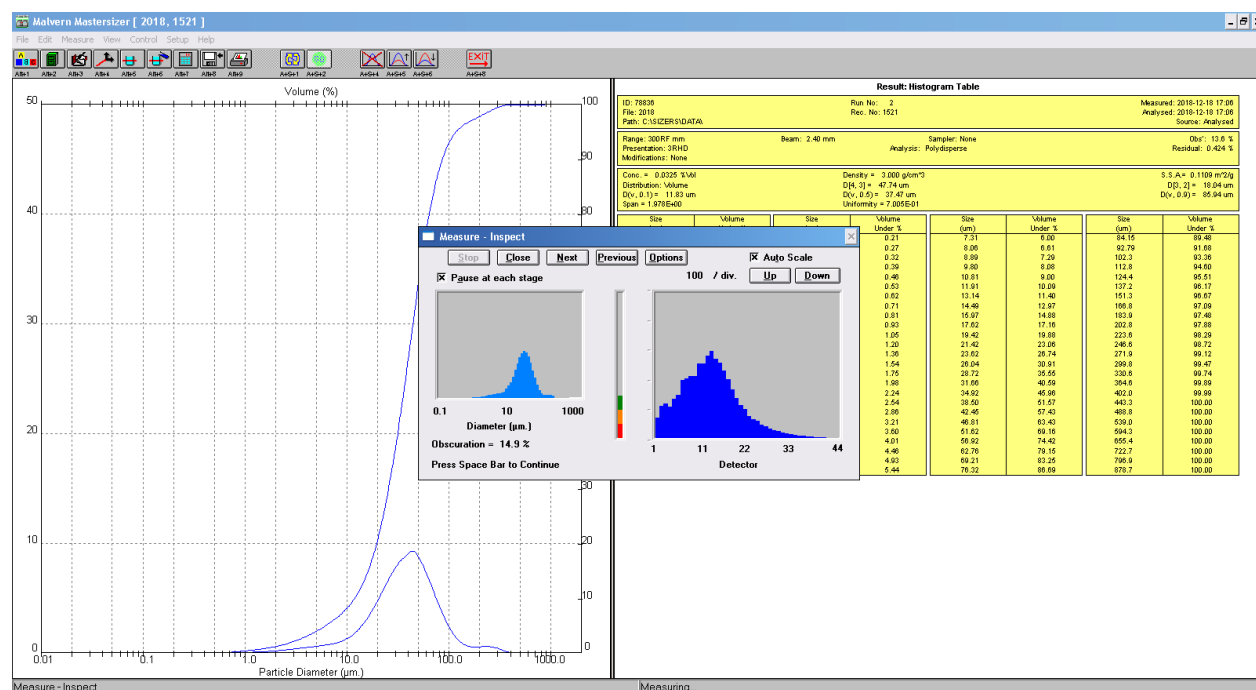 Malvern Mastersizer [ 2018, 1521 ]
File Edit Measure View Control Setup Help
Alt+1 Alt+2 Alt+3 Alt+4 Alt+5 Alt+6 Alt+7 Alt+8 Alt+9 A+S+1 A+S+2 A+S+4 A+S+5 A+S+6 A+S+8
EXIT
Volume (%)
50 100
90
40 80
30
30
20 20
10 10
0 0
0.01 0.1 1.0 10.0 100.0 1000.0
Particle Diameter (µm.)
Result: Histogram Table
ID: 78836 Run No: 2 Measured: 2018-12-18 17:06
File: 2018 Rec. No: 1521 Analysed: 2018-12-18 17:06
Path: C:\SIZERS\DATA\ Source: Analysed
Range: 300RF mm Beam: 2.40 mm Sampler: None Obs': 13.6 %
Presentation: 3RHD Analysis: Polydisperse Residual: 0.424 %
Modifications: None
Conc. = 0.0325 %Vol Density = 3.000 g/cm^3 S.S.A.= 0.1109 m^2/g
Distribution: Volume D[4, 3] = 47.74 um D[3, 2] = 18.04 um
D(v, 0.1) = 11.83 um D(v, 0.5) = 37.47 um D(v, 0.9) = 85.94 um
Span = 1.978E+00 Uniformity = 7.005E-01
Size Volume Size Volume Size Volume Size Volume
Under % (um) Under % (um) Under %
0.21 7.31 6.00 84.15 89.48
0.27 8.06 6.61 92.79 91.68
0.32 8.89 7.29 102.3 93.36
0.39 9.80 8.08 112.8 94.60
0.46 10.81 9.00 124.4 95.51
0.53 11.91 10.09 137.2 96.17
0.62 13.14 11.40 151.3 96.67
0.71 14.49 12.97 166.8 97.09
0.81 15.97 14.88 183.9 97.48
0.93 17.62 17.16 202.8 97.88
1.05 19.42 19.88 223.6 98.29
1.20 21.42 23.06 246.6 98.72
1.36 23.62 26.74 271.9 99.12
1.54 26.04 30.91 299.8 99.47
1.75 28.72 35.55 330.6 99.74
1.98 31.66 40.59 364.6 99.89
2.24 34.92 45.96 402.0 99.99
2.54 38.50 51.57 443.3 100.00
2.86 42.45 57.43 488.8 100.00
3.21 46.81 63.43 539.0 100.00
3.60 51.62 69.16 594.3 100.00
4.01 56.92 74.42 655.4 100.00
4.46 62.76 79.15 722.7 100.00
4.93 69.21 83.25 796.9 100.00
5.44 76.32 86.69 878.7 100.00
Measure - Inspect
Stop Close Next Previous Options Auto Scale
Pause at each stage 100 / div. Up Down
0.1 10 1000
Diameter (µm.)
Obscuration = 14.9 %
Press Space Bar to Continue
1 11 22 33 44
Detector
Measure - Inspect Measuring